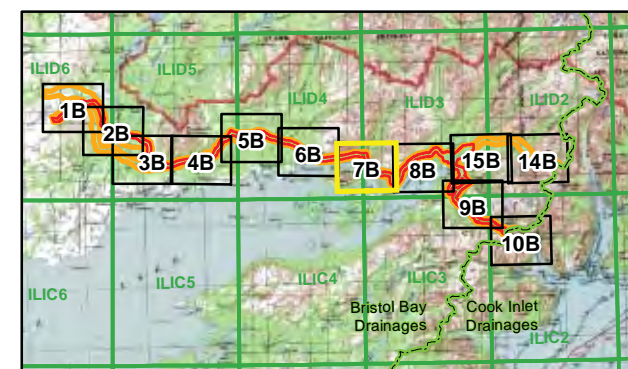 ILID6
ILID5
ILID4
ILID3
ILID2
1B
2B
3B
4B
5B
6B
7B
8B
15B
14B
9B
10B
ILIC6
ILIC5
ILIC4
ILIC3
Bristol Bay
Drainages
Cook Inlet
Drainages
ILIC2